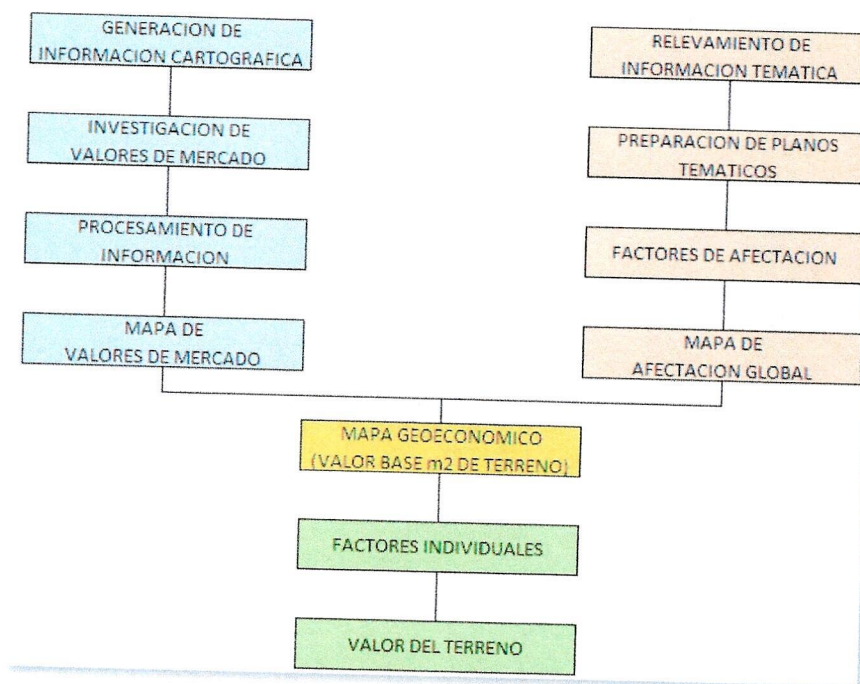 GENERACION DE
INFORMACION CARTOGRAFICA
INVESTIGACION DE
VALORES DE MERCADO
PROCESAMIENTO DE
INFORMACION
MAPA DE
VALORES DE MERCADO
RELEVAMIENTO DE
INFORMACION TEMATICA
PREPARACION DE PLANOS
TEMATICOS
FACTORES DE AFECTACION
MAPA DE
AFECTACION GLOBAL
MAPA GEOECONOMICO
(VALOR BASE m2 DE TERRENO)
FACTORES INDIVIDUALES
VALOR DEL TERRENO